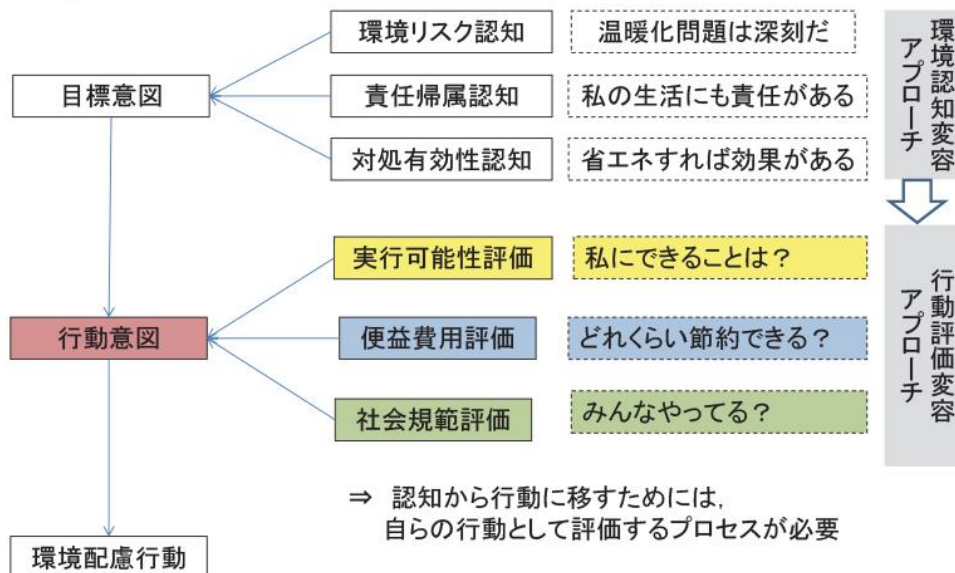 環境リスク認知
温暖化問題は深刻だ
目標意図
責任帰属認知
私の生活にも責任がある
対処有効性認知
省エネすれば効果がある
環境認知変容
アプローチ
実行可能性評価
私にできることは？
行動意図
便益費用評価
どれくらい節約できる？
社会規範評価
みんなやってる？
行動評価変容
アプローチ
⇒ 認知から行動に移すためには,
自らの行動として評価するプロセスが必要
環境配慮行動